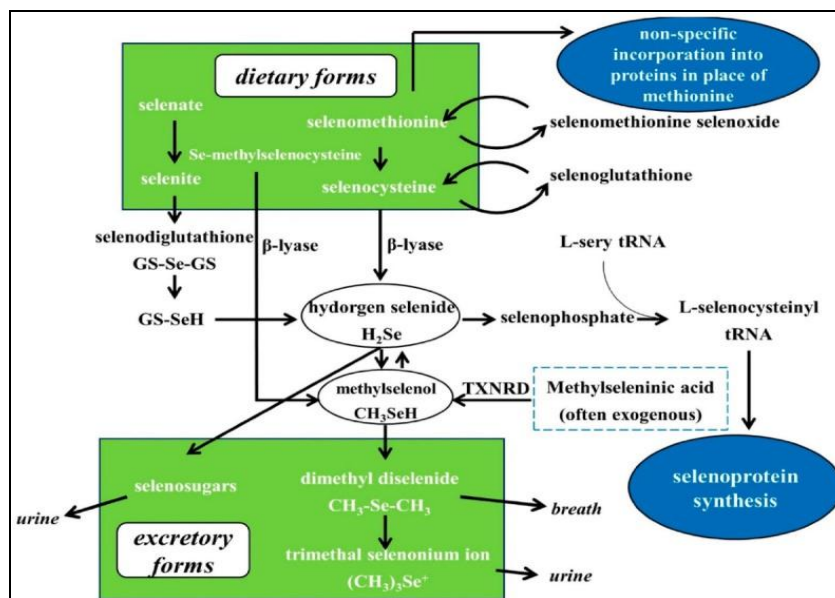 dietary forms
non-specific
incorporation into
proteins in place of
methionine
selenate
selenomethionine
selenomethionine selenoxide
Se-methylselenocysteine
selenite
selenocysteine
selenoglutathione
selenodiglutathione
GS-Se-GS
β-lyase
β-lyase
L-sery tRNA
GS-SeH
hydorgen selenide
H₂Se
selenophosphate
L-selenocysteinyl
tRNA
methylselenol
CH₃SeH
TXNRD
Methylseleninic acid
(often exogenous)
selenosugars
dimethyl diselenide
CH₃-Se-CH₃
selenoprotein
synthesis
urine
breath
excretory
forms
trimethal selenonium ion
(CH₃)₃Se⁺
urine